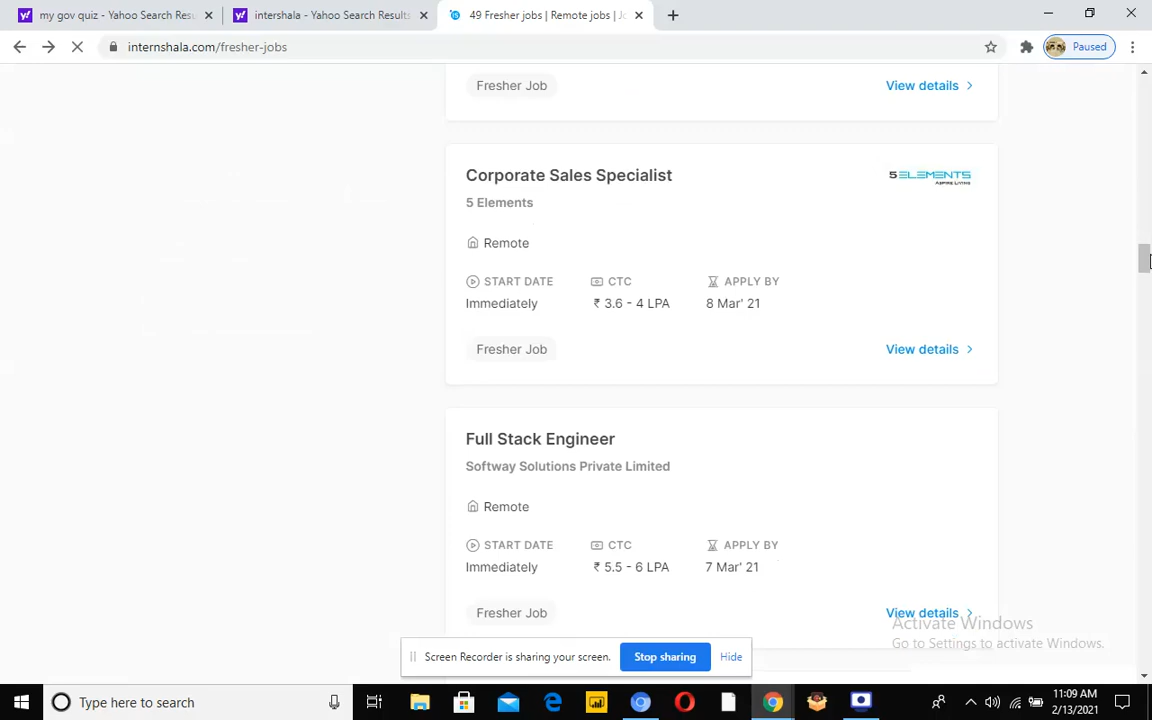 my gov quiz - Yahoo Search Resu
intershala - Yahoo Search Results
49 Fresher jobs | Remote jobs | Jo
internshala.com/fresher-jobs
Paused
Fresher Job
View details
Corporate Sales Specialist
5 Elements
5ELEMENTS
ASPIRE LIVING
Remote
START DATE
CTC
APPLY BY
Immediately
₹ 3.6 - 4 LPA
8 Mar' 21
Fresher Job
View details
Full Stack Engineer
Softway Solutions Private Limited
Remote
START DATE
CTC
APPLY BY
Immediately
₹ 5.5 - 6 LPA
7 Mar' 21
Fresher Job
View details
Activate Windows
Go to Settings to activate Windows.
Screen Recorder is sharing your screen.
Stop sharing
Hide
Type here to search
11:09 AM
2/13/2021